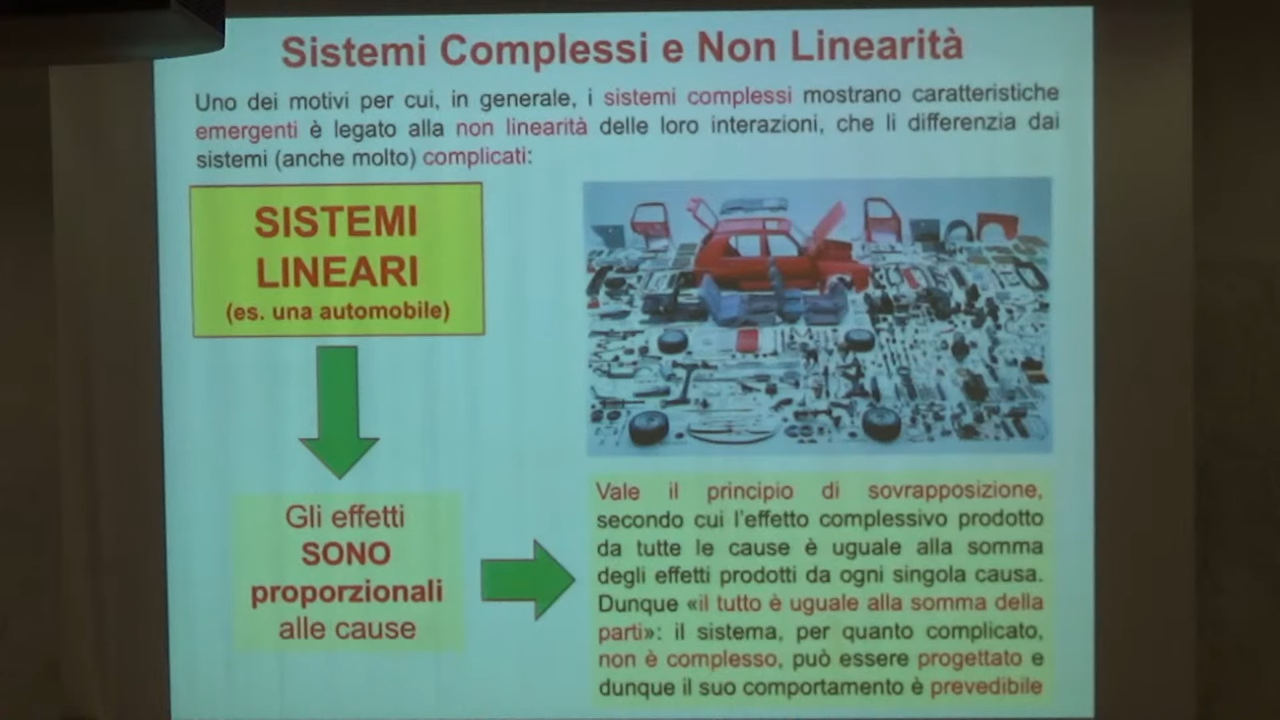 Sistemi Complessi e Non Linearità
Uno dei motivi per cui, in generale, i sistemi complessi mostrano caratteristiche
emergenti è legato alla non linearità delle loro interazioni, che li differenzia dai
sistemi (anche molto) complicati:
SISTEMI
LINEARI
(es. una automobile)
Gli effetti
SONO
proporzionali
alle cause
Vale il principio di sovrapposizione,
secondo cui l'effetto complessivo prodotto
da tutte le cause è uguale alla somma
degli effetti prodotti da ogni singola causa.
Dunque «il tutto è uguale alla somma della
parti»: il sistema, per quanto complicato,
non è complesso, può essere progettato e
dunque il suo comportamento è prevedibile